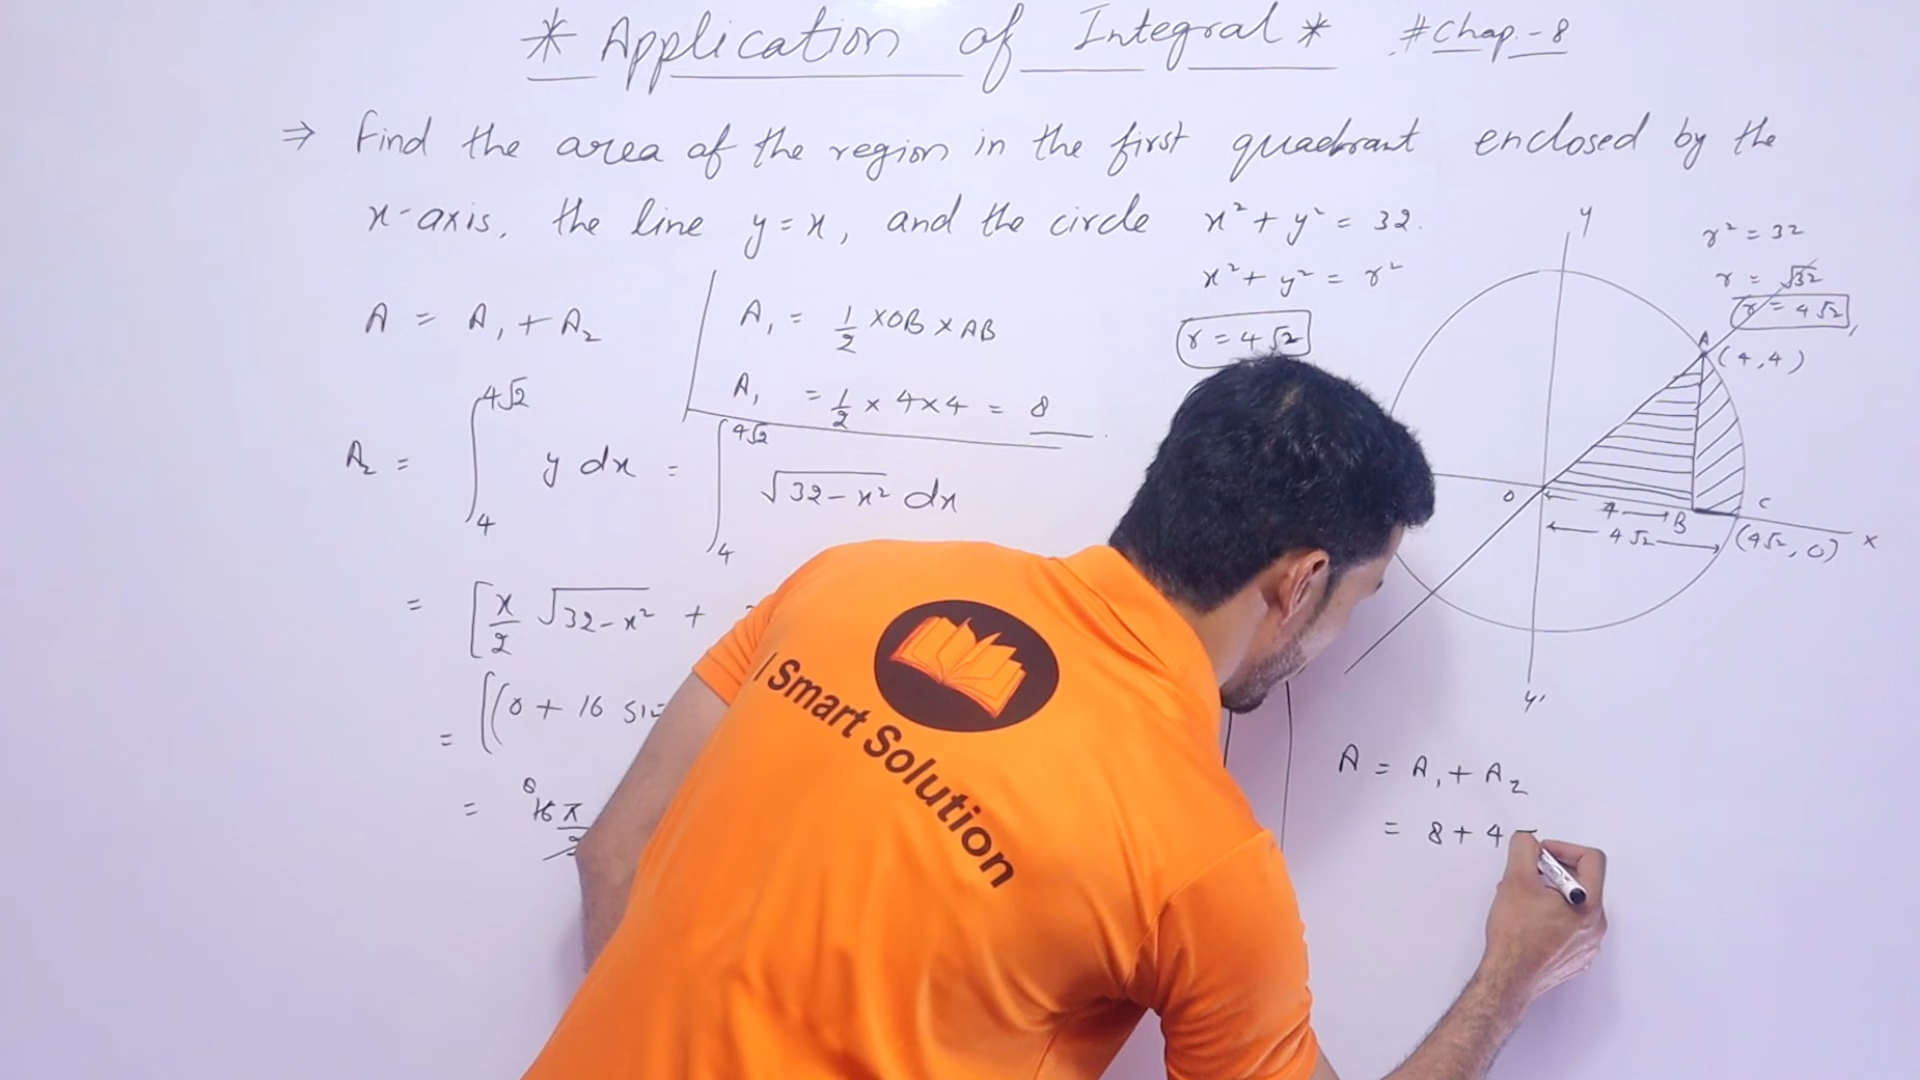 * Application of Integral * #Chap.-8
⇒ Find the area of the region in the first quadrant enclosed by the
x-axis, the line y = x, and the circle x² + y² = 32.
x² + y² = r²
r = 4√2
A = A₁ + A₂
A₁ = 1/2 × OB × AB
A₁ = 1/2 × 4 × 4 = 8
A₂ = ∫₄^4√2 y dx = ∫₄^4√2 √32 - x² dx
= [x/2 √32 - x² +
= [(0 + 16 si
= 8 16π/2
y
r² = 32
r = √32
r = 4√2
A
(4,4)
O
4
B
C
4√2
(4√2, 0)
x
y'
A = A₁ + A₂
= 8 + 4
Smart Solution